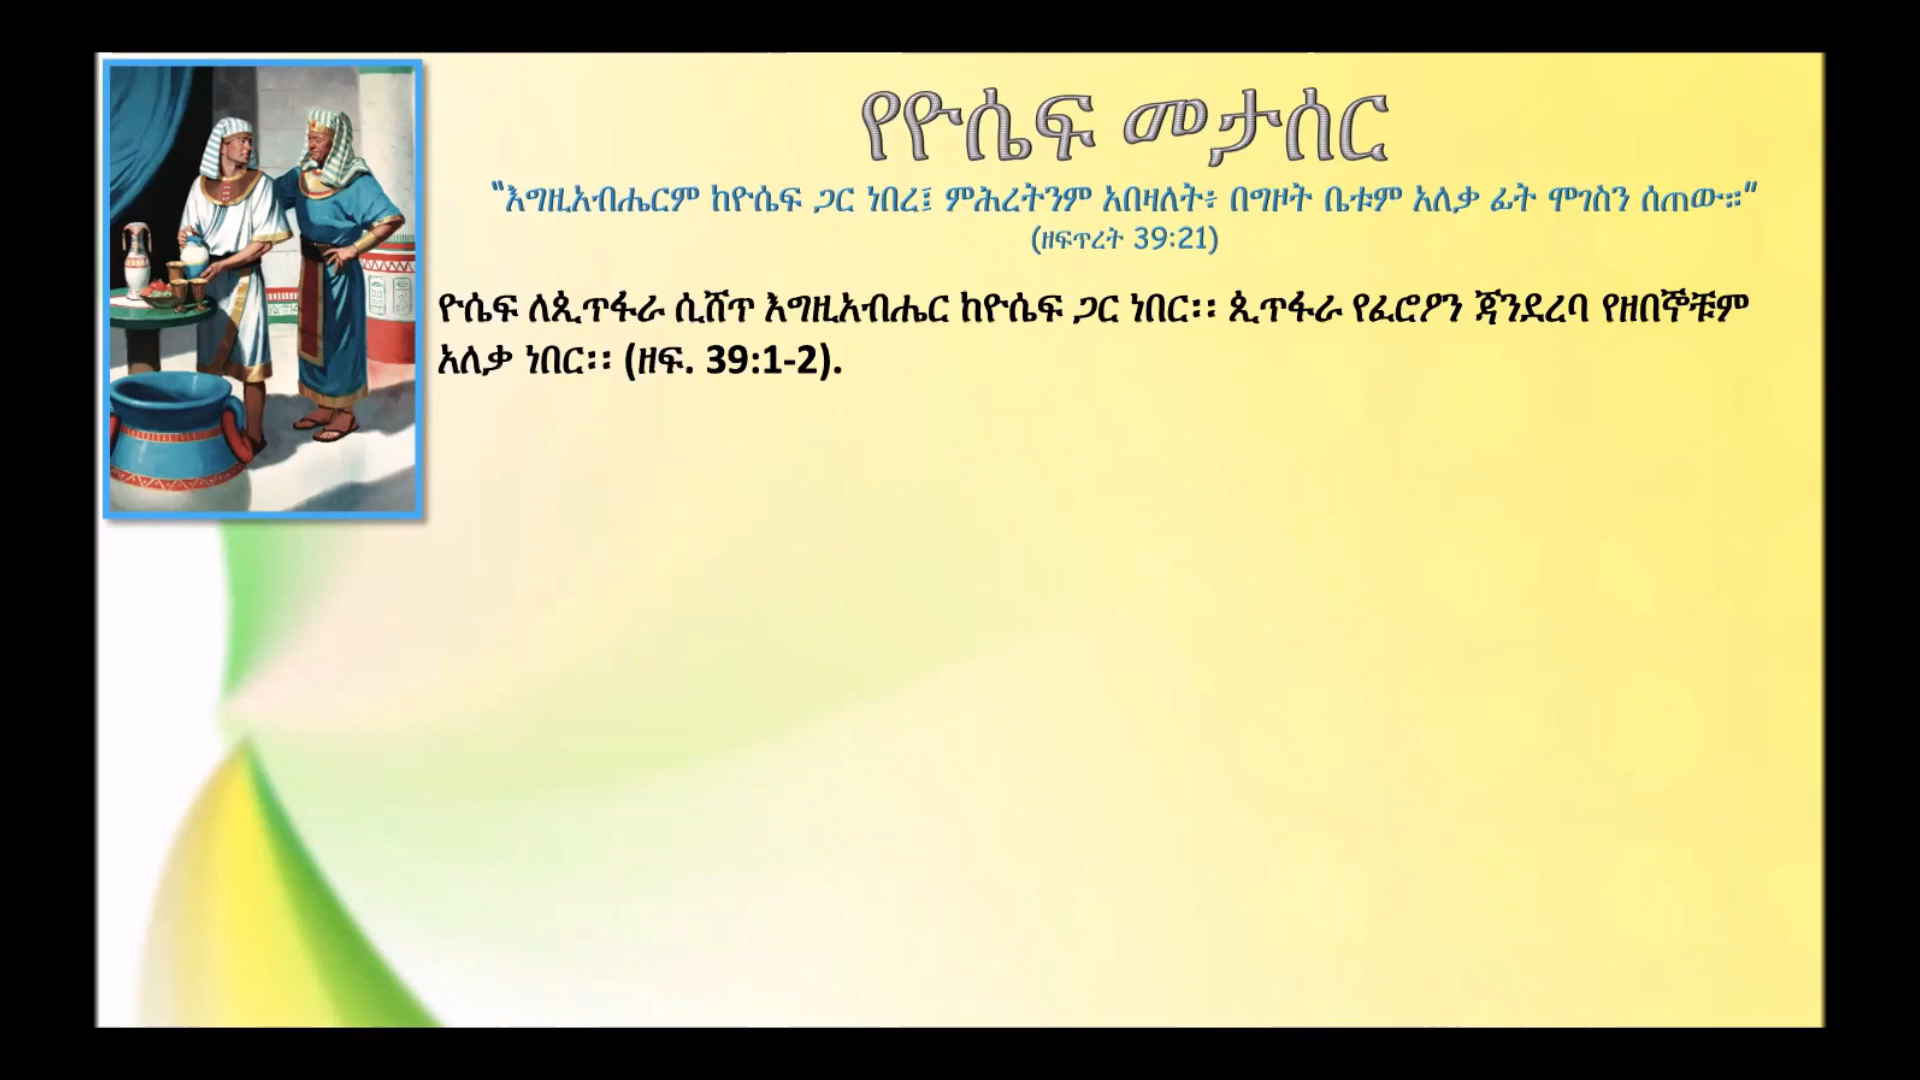 የዮሴፍ መታሰር
"እግዚአብሔርም ከዮሴፍ ጋር ነበረ፤ ምሕረትንም አበዛለት፥ በግዞት ቤቱም አለቃ ፊት ሞገስን ሰጠው።"
(ዘፍጥረት 39:21)
ዮሴፍ ለጲጥፋራ ሲሸጥ እግዚአብሔር ከዮሴፍ ጋር ነበር፡፡ ጲጥፋራ የፈሮዖን ጃንደረባ የዘበኞቹም
አለቃ ነበር፡፡ (ዘፍ. 39:1-2).